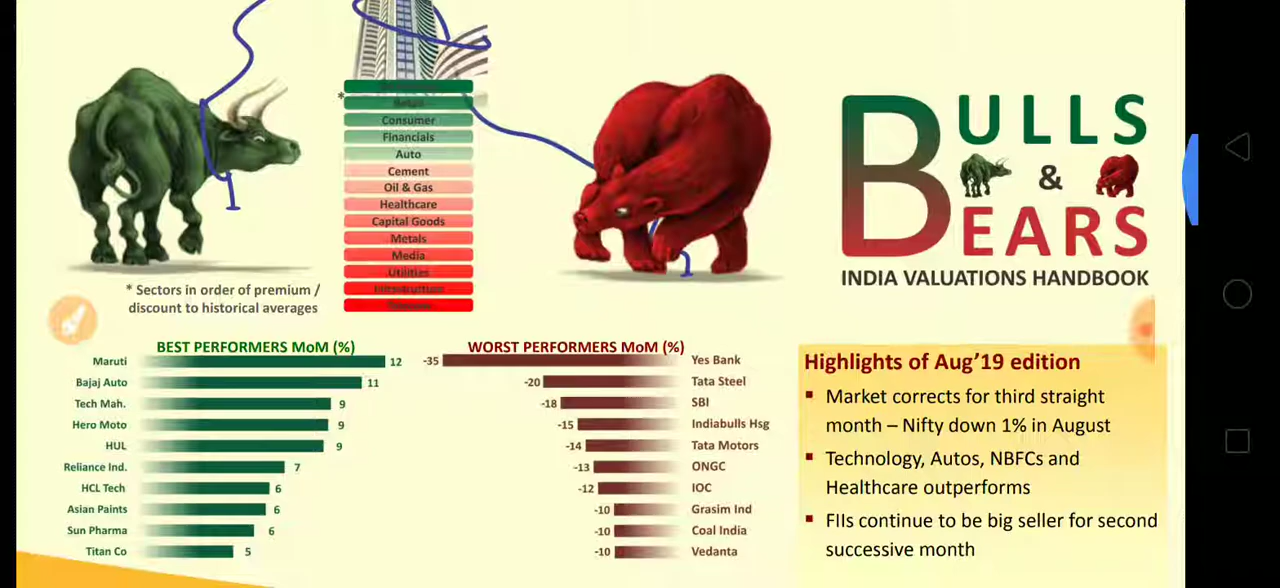 *
Retail
Consumer
Financials
Auto
Cement
Oil & Gas
Healthcare
Capital Goods
Metals
Media
Utilities
* Sectors in order of premium /
discount to historical averages
BULLS
&
BEARS
INDIA VALUATIONS HANDBOOK
BEST PERFORMERS MoM (%)
Maruti 12
Bajaj Auto 11
Tech Mah. 9
Hero Moto 9
HUL 9
Reliance Ind. 7
HCL Tech 6
Asian Paints 6
Sun Pharma 6
Titan Co 5
WORST PERFORMERS MoM (%)
-35 Yes Bank
-20 Tata Steel
-18 SBI
-15 Indiabulls Hsg
-14 Tata Motors
-13 ONGC
-12 IOC
-10 Grasim Ind
-10 Coal India
-10 Vedanta
Highlights of Aug’19 edition
Market corrects for third straight
month – Nifty down 1% in August
Technology, Autos, NBFCs and
Healthcare outperforms
FIIs continue to be big seller for second
successive month